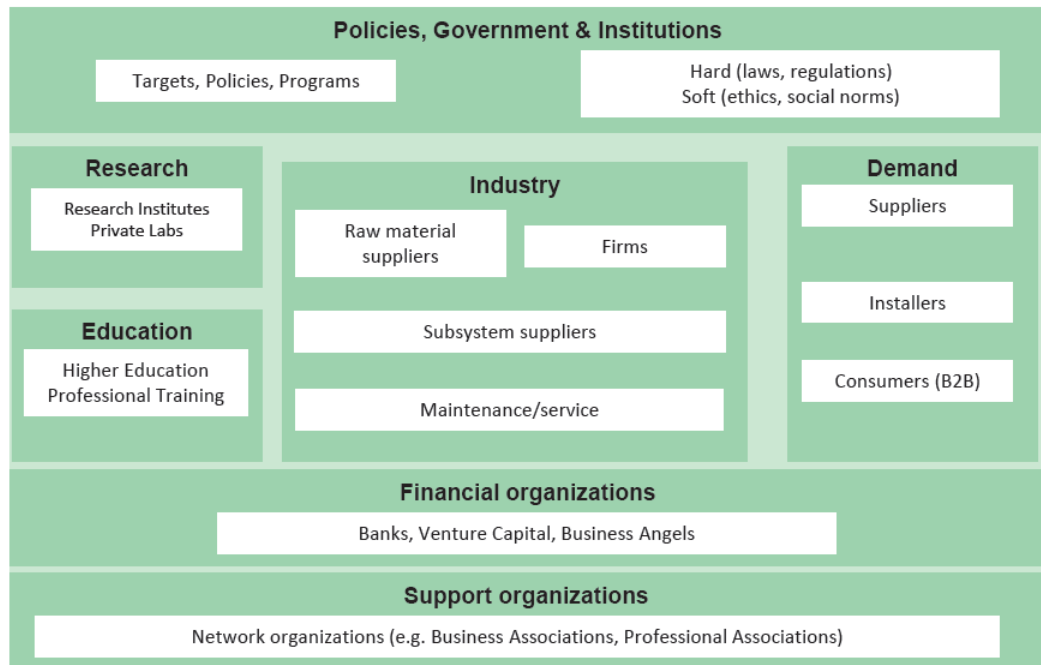 Policies, Government & Institutions
Targets, Policies, Programs
Hard (laws, regulations)
Soft (ethics, social norms)
Research
Research Institutes
Private Labs
Education
Higher Education
Professional Training
Industry
Raw material
suppliers
Firms
Subsystem suppliers
Maintenance/service
Demand
Suppliers
Installers
Consumers (B2B)
Financial organizations
Banks, Venture Capital, Business Angels
Support organizations
Network organizations (e.g. Business Associations, Professional Associations)